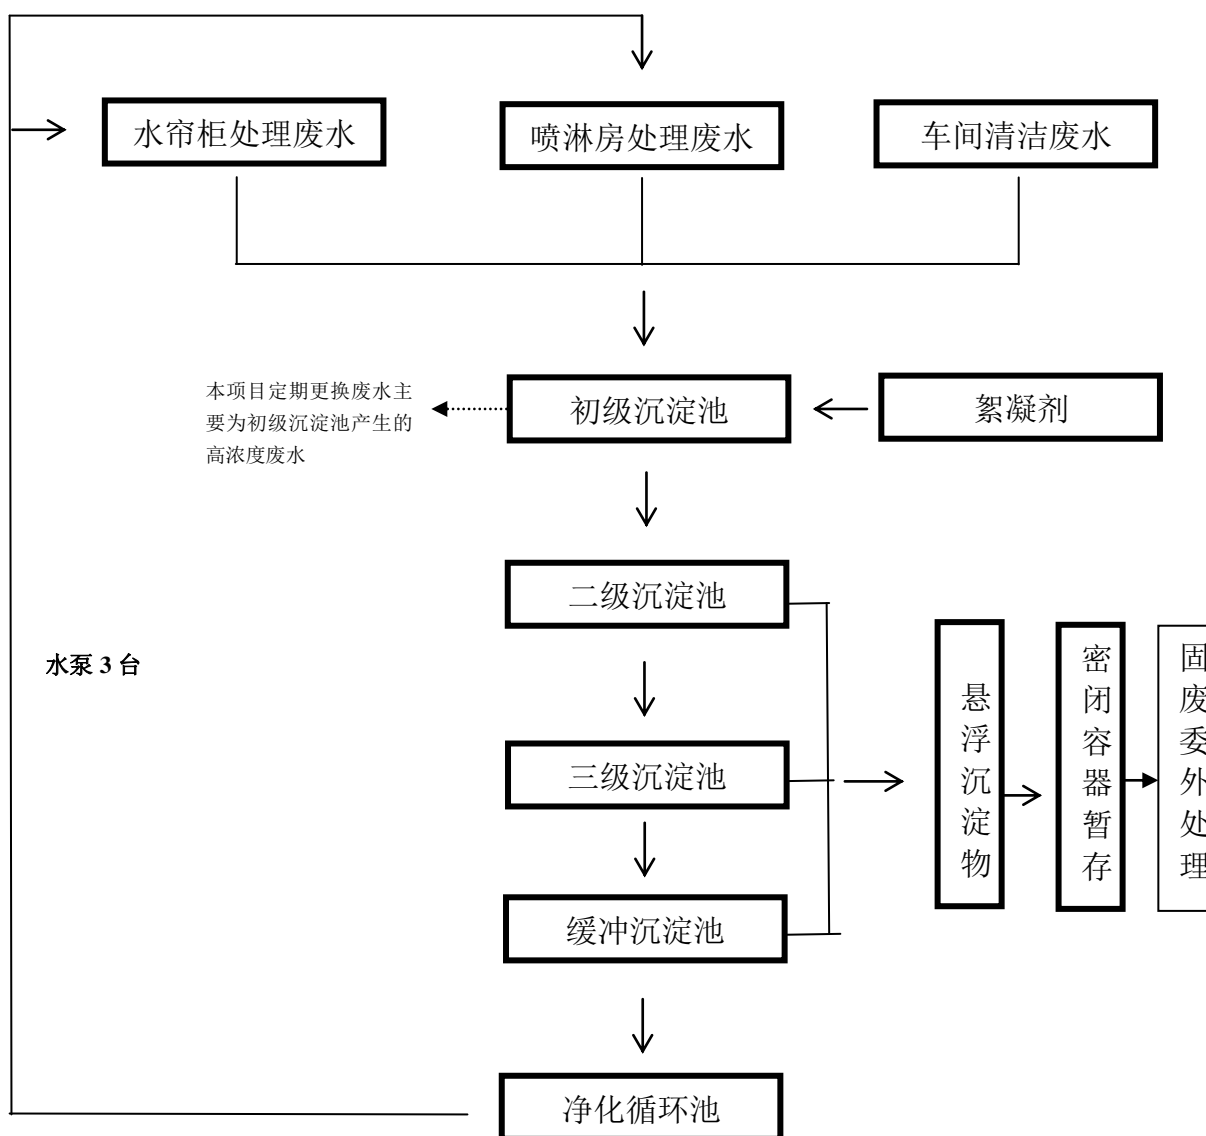 水帘柜处理废水
喷淋房处理废水
车间清洁废水
本项目定期更换废水主
要为初级沉淀池产生的
高浓度废水
初级沉淀池
絮凝剂
二级沉淀池
水泵 3 台
三级沉淀池
悬浮沉淀物
密闭容器暂存
固废委外处理
缓冲沉淀池
净化循环池